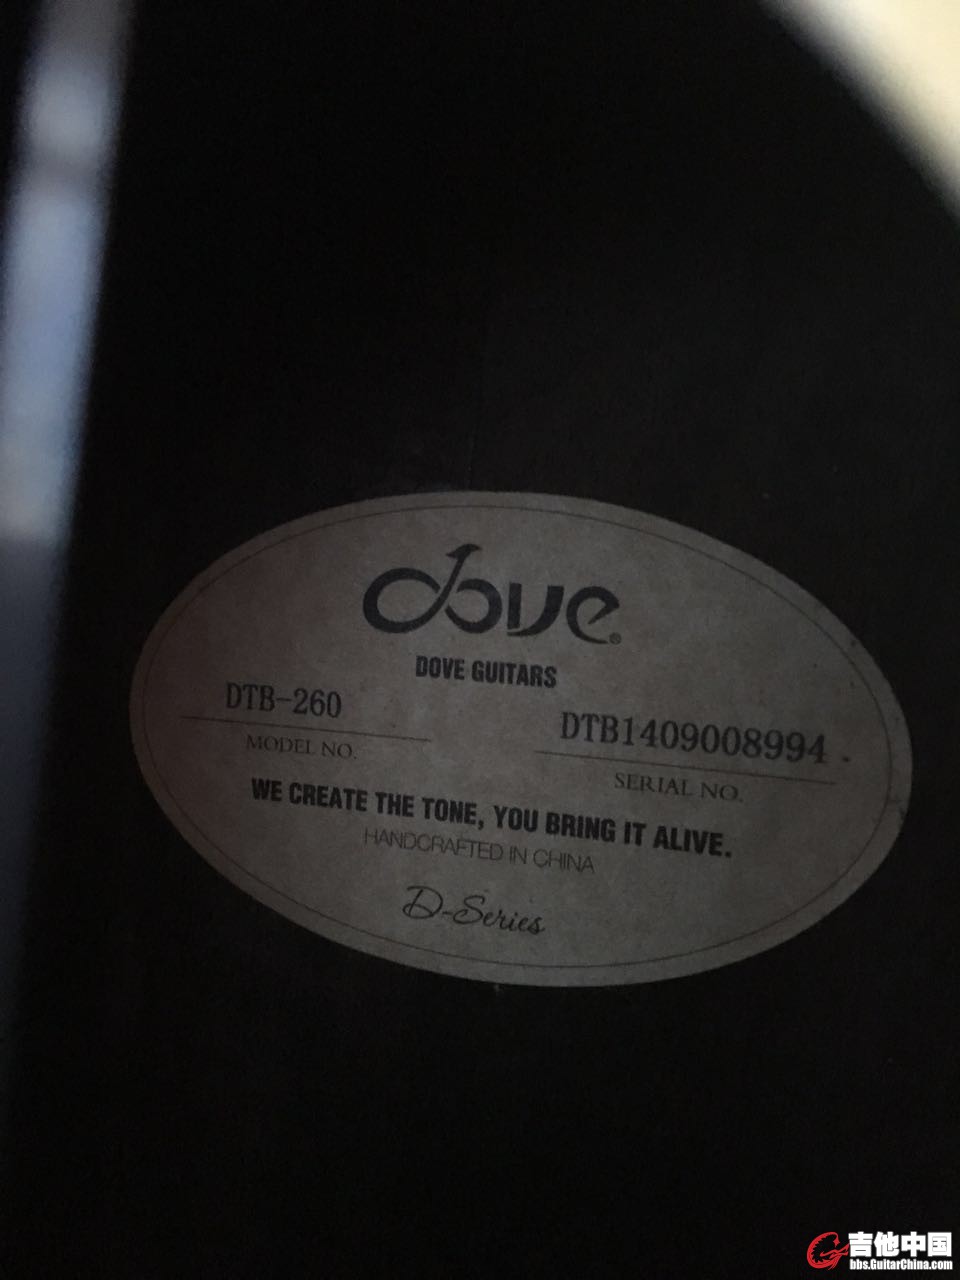 dove®
DOVE GUITARS
DTB-260
MODEL NO.
DTB1409008994
SERIAL NO.
WE CREATE THE TONE, YOU BRING IT ALIVE.
HANDCRAFTED IN CHINA
D-Series
吉他中国
bbs.GuitarChina.com